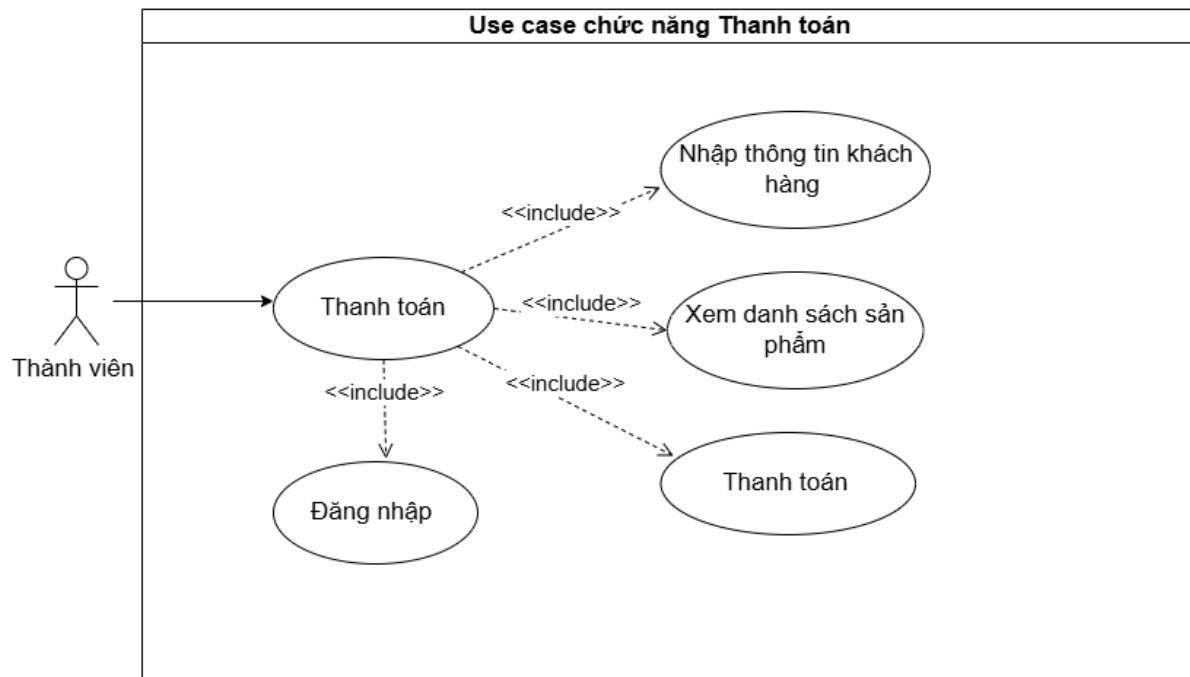 Use case chức năng Thanh toán
Nhập thông tin khách
hàng
<<include>>
Thanh toán
<<include>>
Xem danh sách sản
phẩm
Thành viên
<<include>>
<<include>>
Thanh toán
Đăng nhập